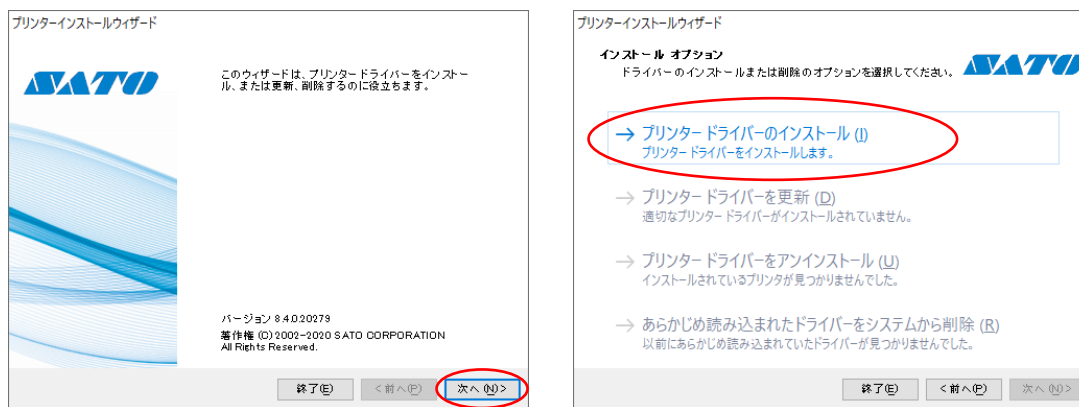 プリンターインストールウィザード
SATO
このウィザードは、プリンタードライバーをインストー
ル、または更新、削除するのに役立ちます。
バージョン 8.4.0.20279
著作権 (C) 2002-2020 SATO CORPORATION
All Rights Reserved.
終了(E)
<前へ(P)
次へ(N)>
プリンターインストールウィザード
インストール オプション
ドライバーのインストールまたは削除のオプションを選択してください。
SATO
→ プリンタードライバーのインストール (I)
プリンタードライバーをインストールします。
→ プリンタードライバーを更新 (D)
適切なプリンタードライバーがインストールされていません。
→ プリンタードライバーをアンインストール (U)
インストールされているプリンタが見つかりませんでした。
→ あらかじめ読み込まれたドライバーをシステムから削除 (R)
以前にあらかじめ読み込まれていたドライバーが見つかりませんでした。
終了(E)
<前へ(P)
次へ(N)>